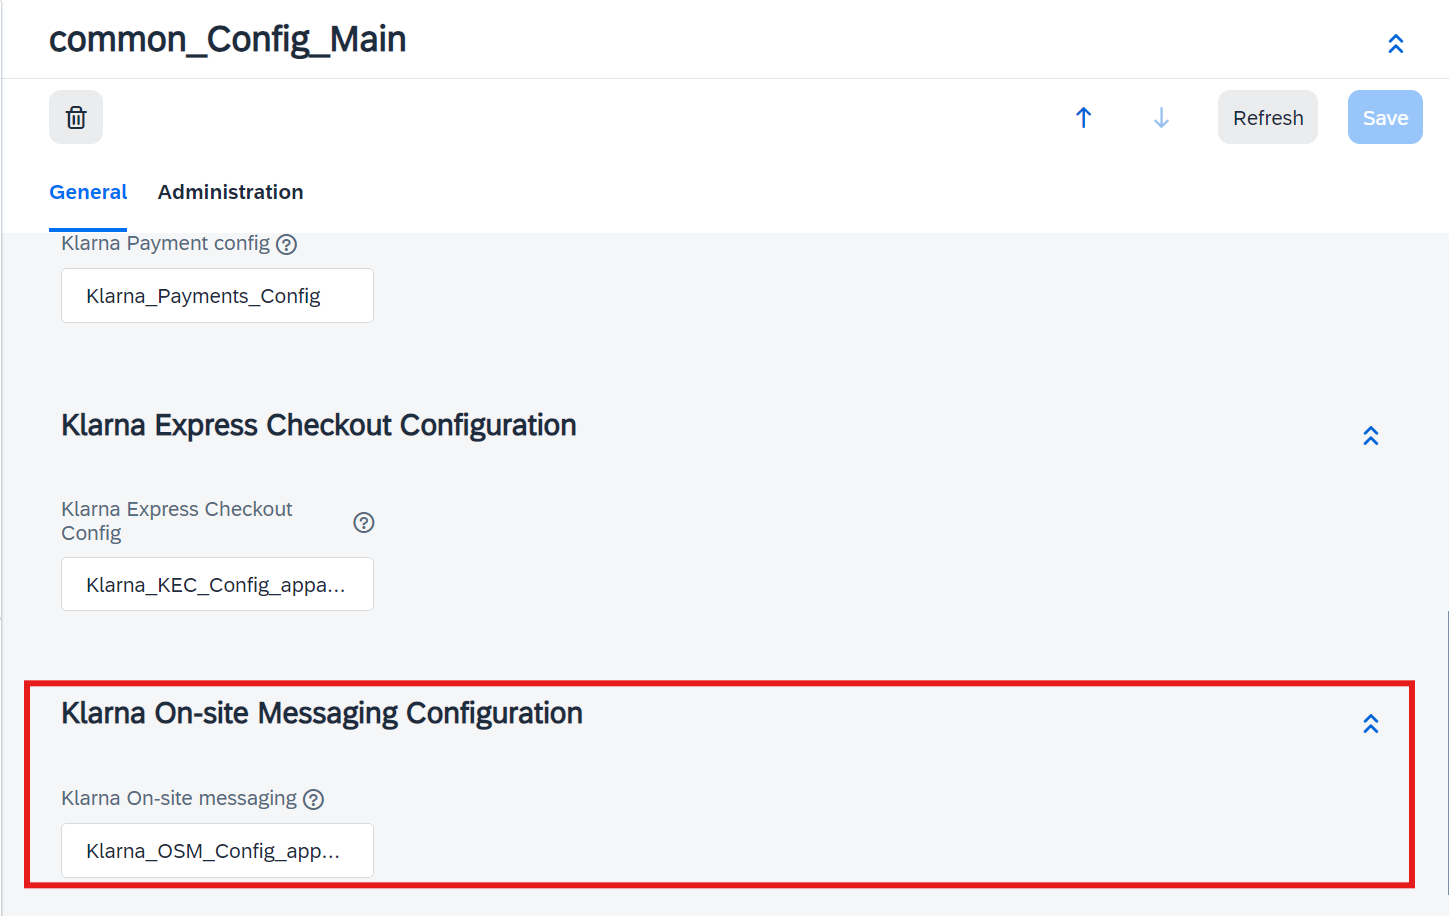 common_Config_Main
Refresh
Save
General
Administration
Klarna Payment config
Klarna_Payments_Config
Klarna Express Checkout Configuration
Klarna Express Checkout
Config
Klarna_KEC_Config_appa...
Klarna On-site Messaging Configuration
Klarna On-site messaging
Klarna_OSM_Config_app...